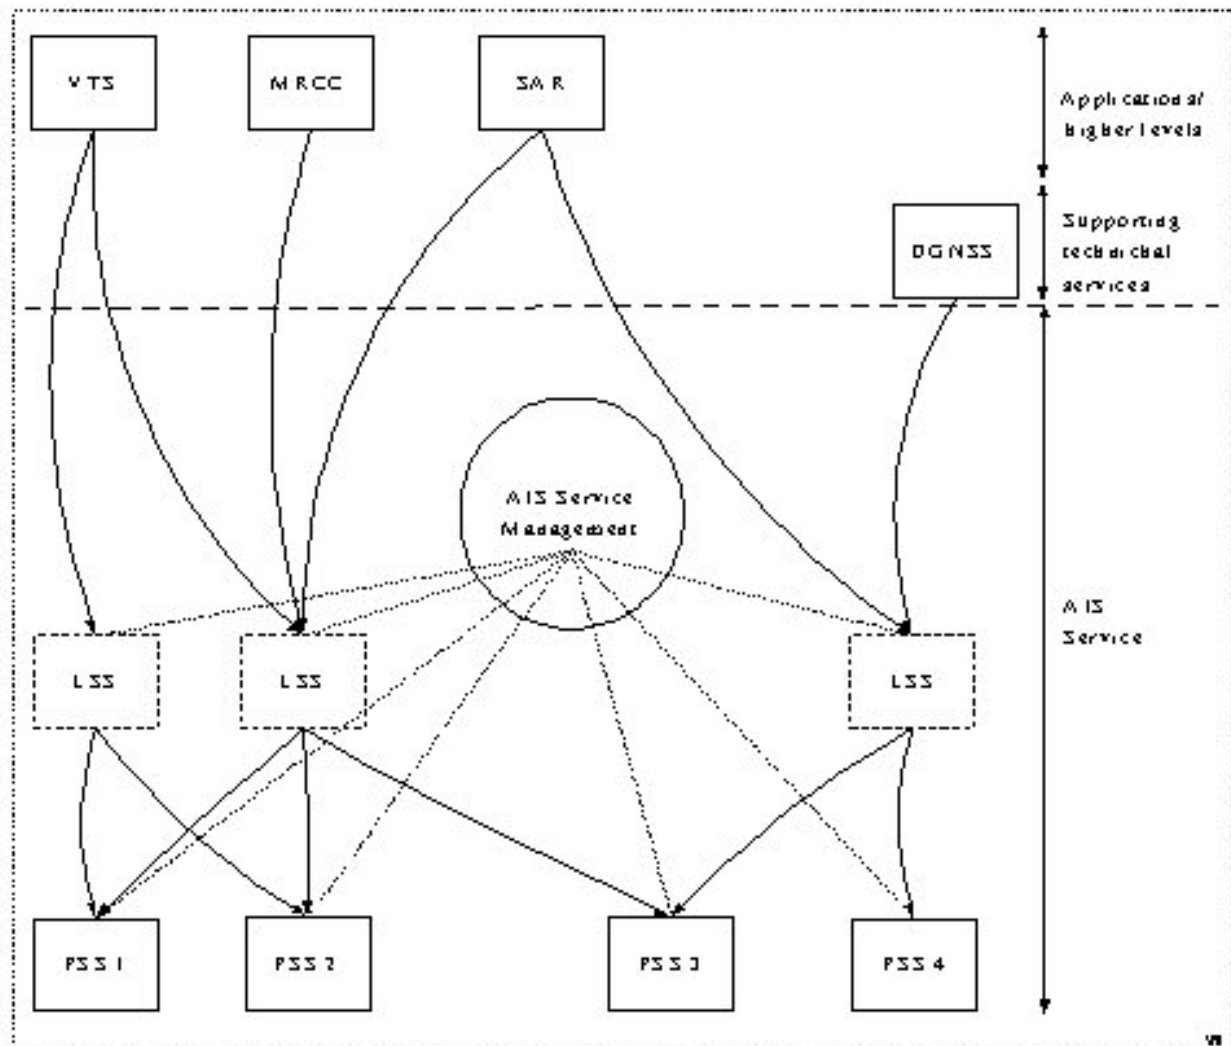 VTS
MRCC
SAR
Applications/
higher levels
DGNSS
Supporting
technichal
services
AIS Service
Management
AIS
Service
LSS
LSS
LSS
PSS 1
PSS 2
PSS 3
PSS 4